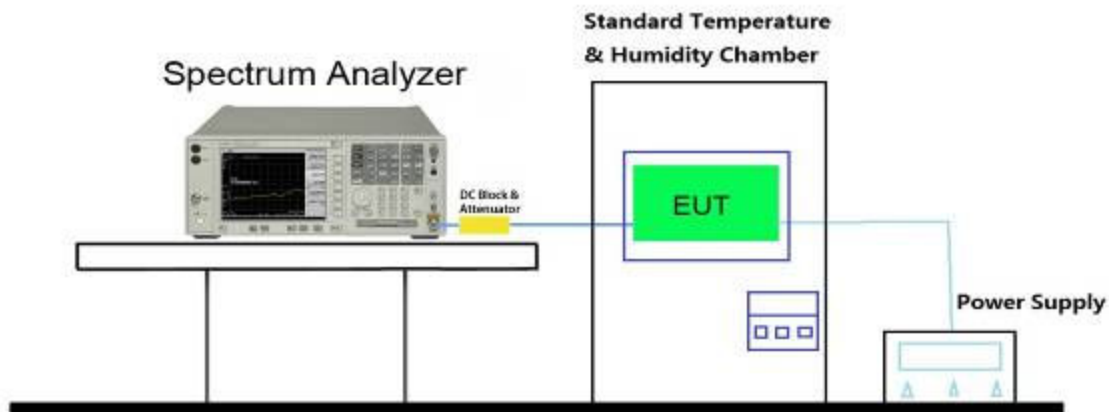 Standard Temperature
& Humidity Chamber
Spectrum Analyzer
DC Block &
Attenuator
EUT
Power Supply